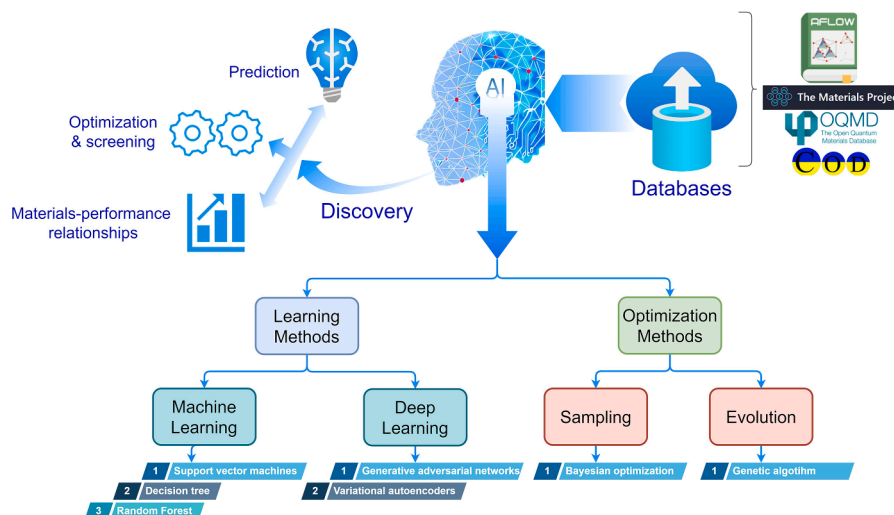 Prediction
Optimization
& screening
Materials-performance
relationships
Discovery
AI
Databases
AFLOW
The Materials Project
OQMD
The Open Quantum
Materials Database
COD
Learning
Methods
Optimization
Methods
Machine
Learning
Deep
Learning
Sampling
Evolution
1 Support vector machines
2 Decision tree
3 Random Forest
1 Generative adversarial networks
2 Variational autoencoders
1 Bayesian optimization
1 Genetic algotihm